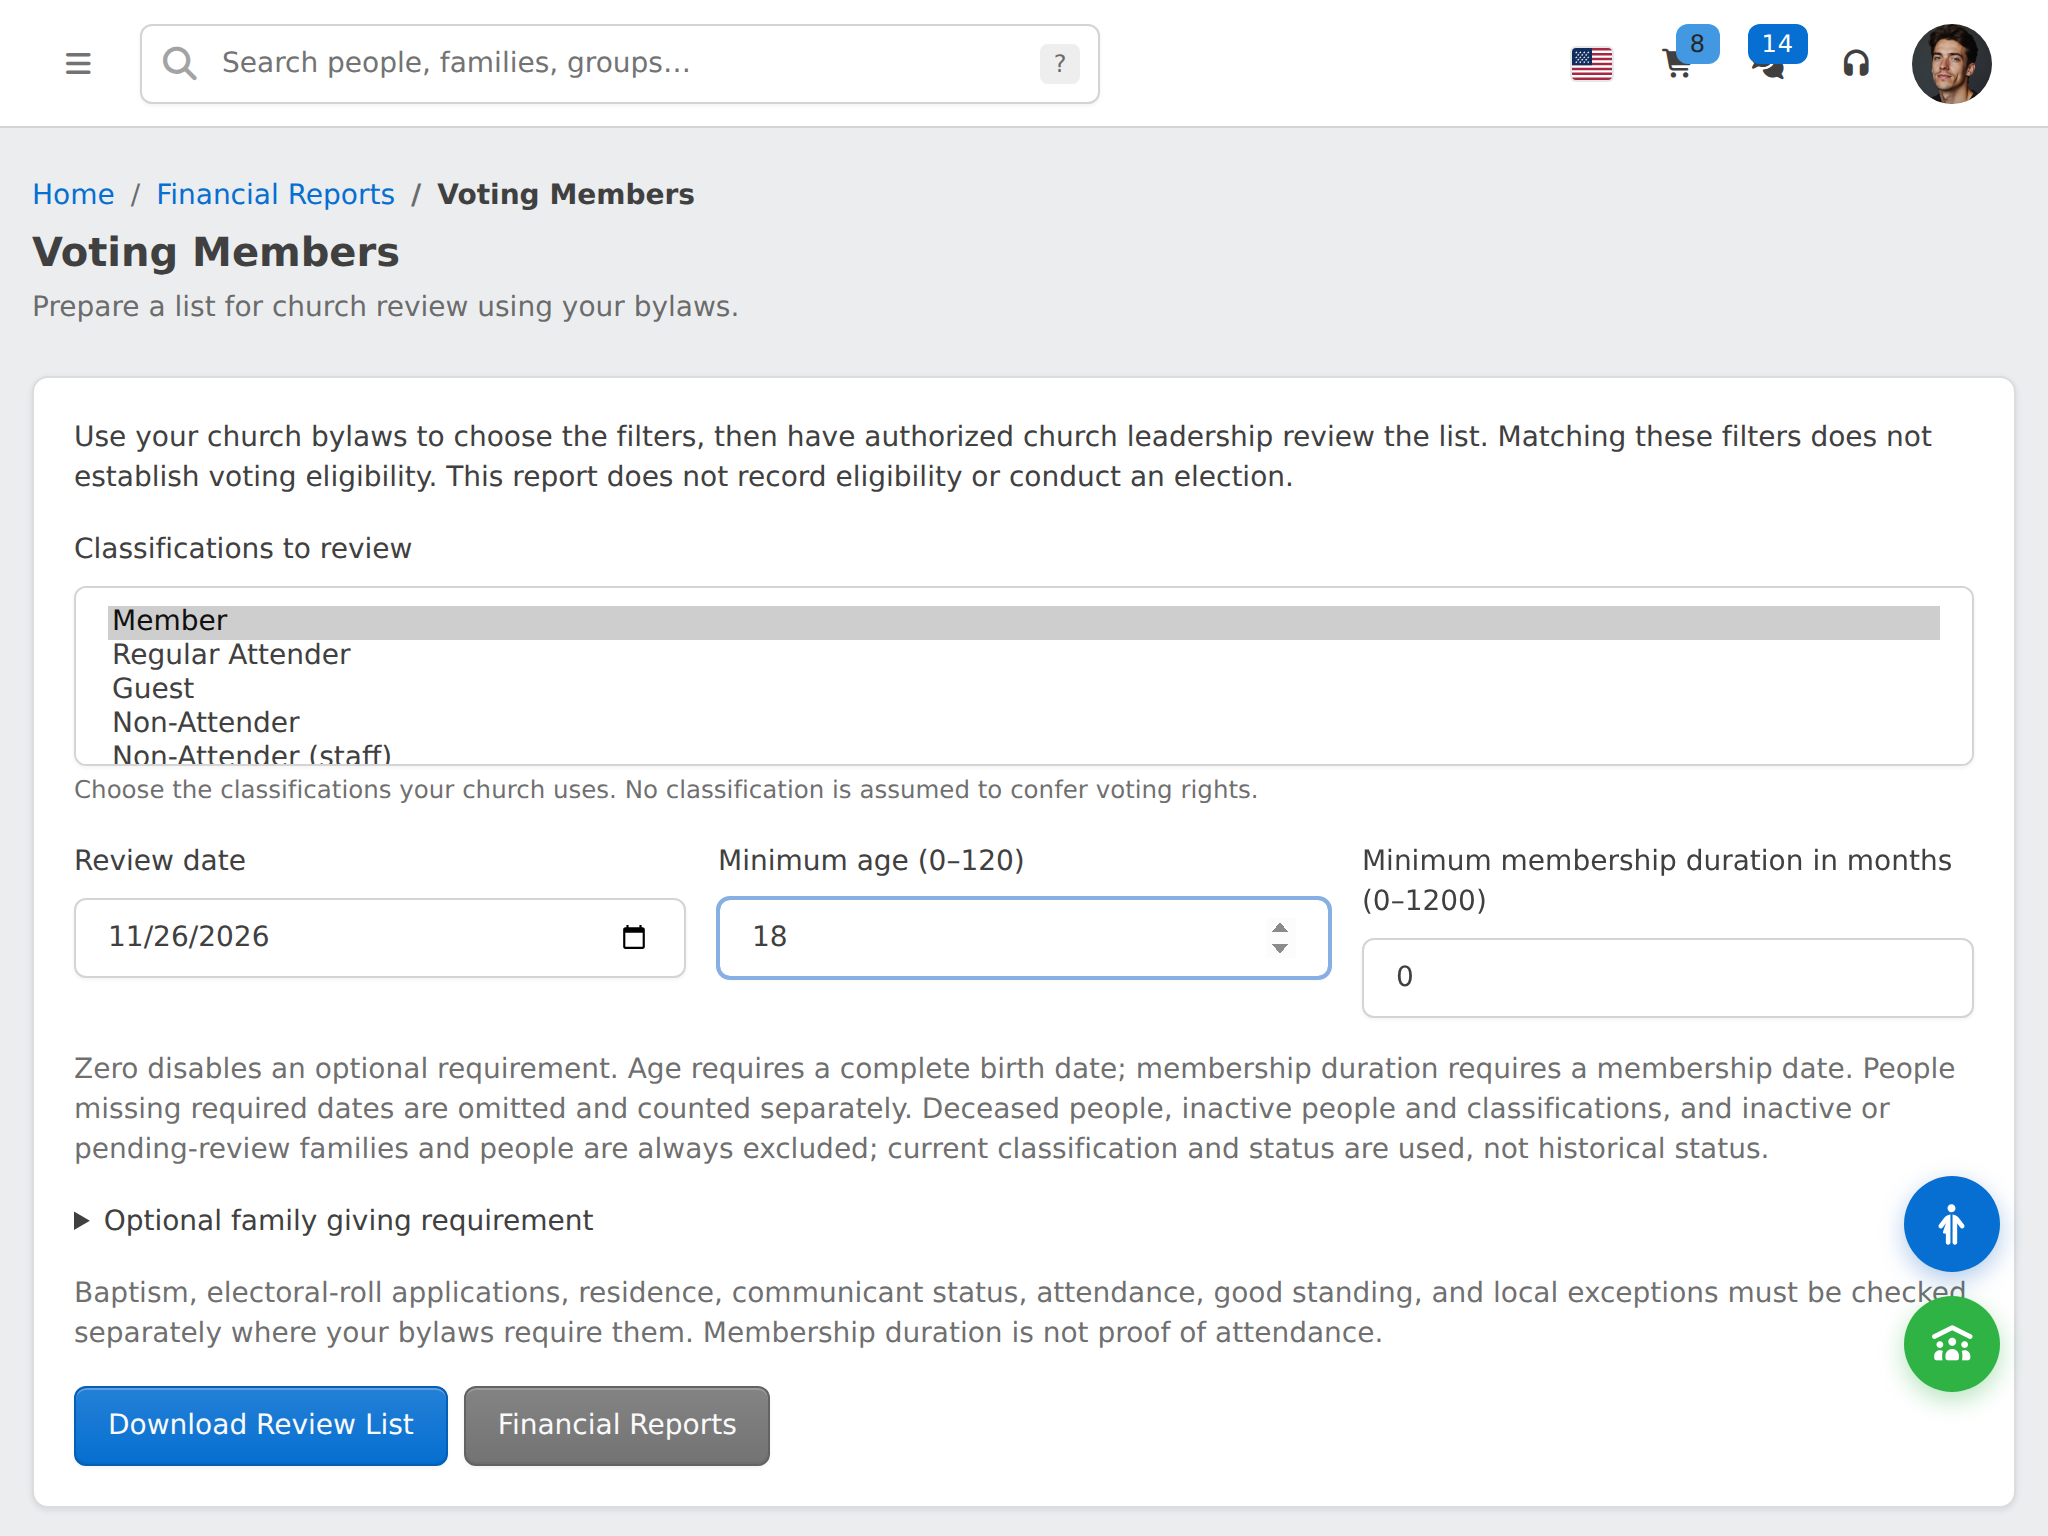 Search people, families, groups...
?
8
14
Home / Financial Reports / Voting Members
Voting Members
Prepare a list for church review using your bylaws.
Use your church bylaws to choose the filters, then have authorized church leadership review the list. Matching these filters does not
establish voting eligibility. This report does not record eligibility or conduct an election.
Classifications to review
Member
Regular Attender
Guest
Non-Attender
Non-Attender (staff)
Choose the classifications your church uses. No classification is assumed to confer voting rights.
Review date
11/26/2026
Minimum age (0–120)
18
Minimum membership duration in months
(0–1200)
0
Zero disables an optional requirement. Age requires a complete birth date; membership duration requires a membership date. People
missing required dates are omitted and counted separately. Deceased people, inactive people and classifications, and inactive or
pending-review families and people are always excluded; current classification and status are used, not historical status.
Optional family giving requirement
Baptism, electoral-roll applications, residence, communicant status, attendance, good standing, and local exceptions must be checked
separately where your bylaws require them. Membership duration is not proof of attendance.
Download Review List
Financial Reports